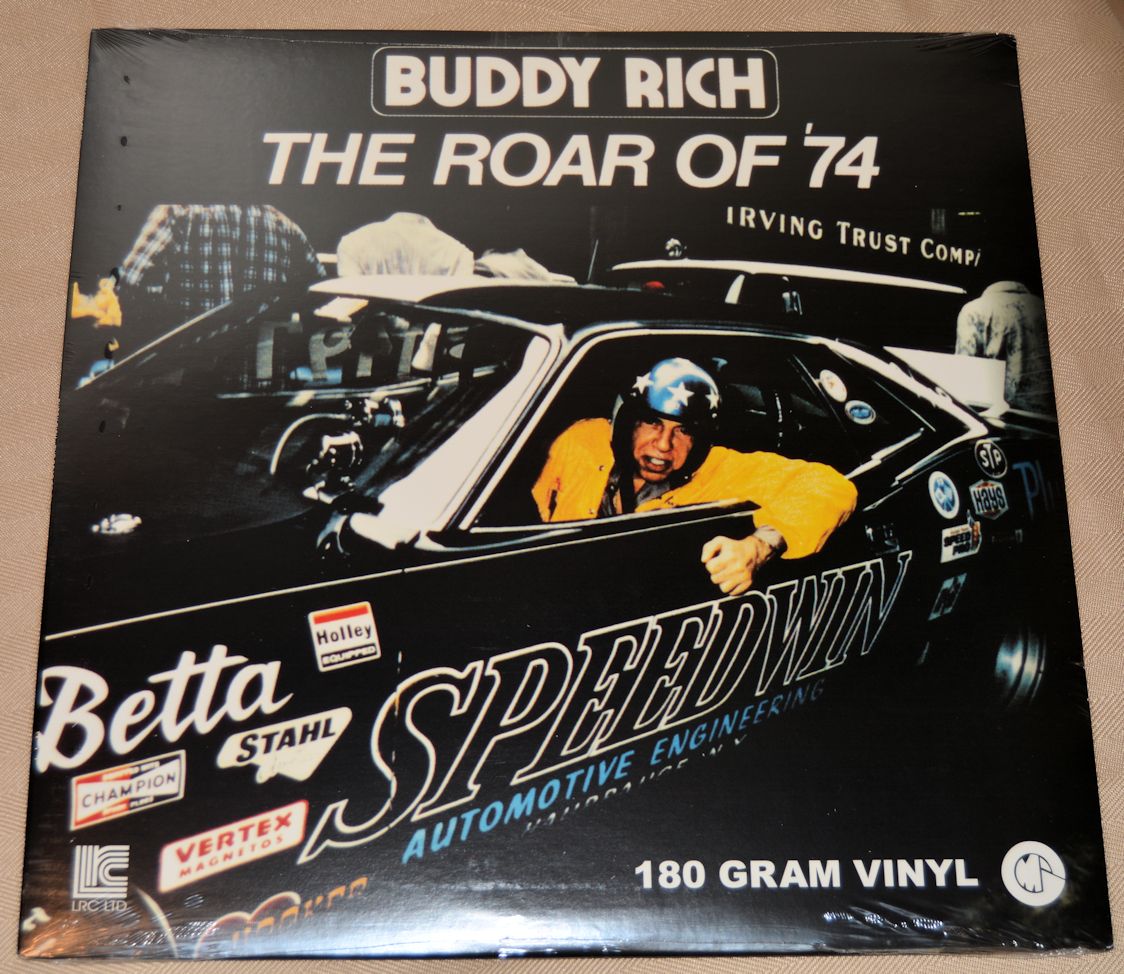 BUDDY RICH
THE ROAR OF '74
IRVING TRUST COMP
STP
Hays
Holley
EQUIPPED
SPEEDWIN
AUTOMOTIVE ENGINEERING
Betta
STAHL
CHAMPION
VERTEX
MAGNETOS
LRC LTD.
180 GRAM VINYL